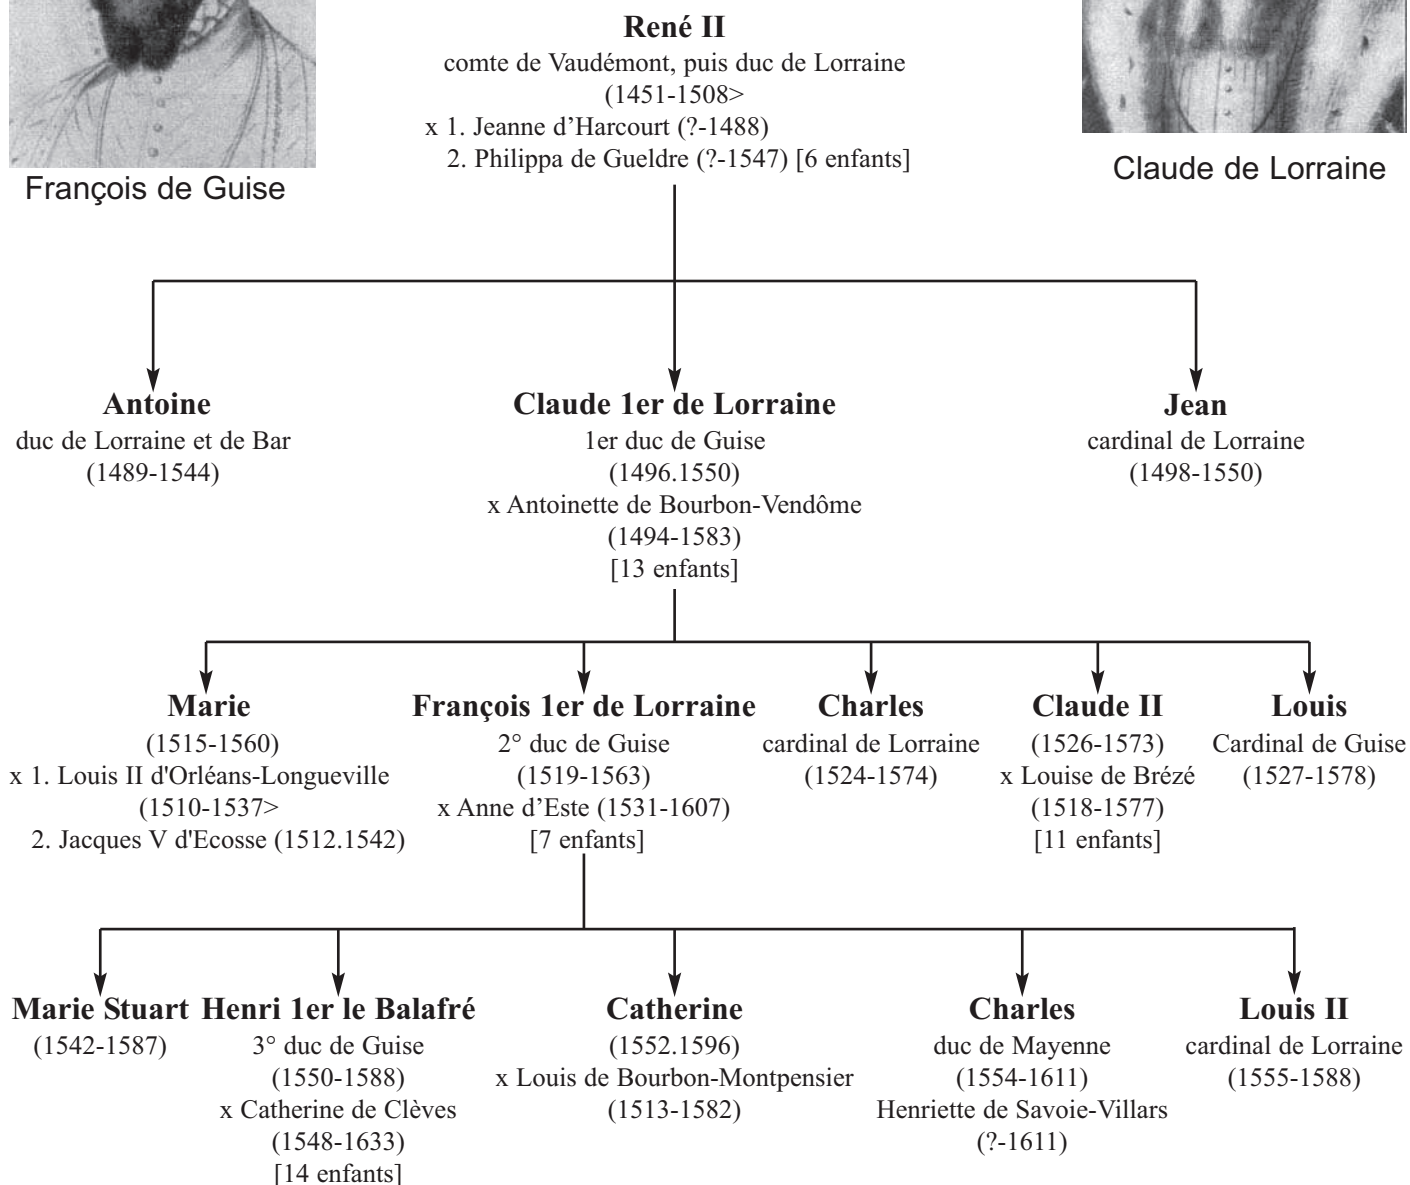 René II
comte de Vaudémont, puis duc de Lorraine
(1451-1508>
x 1. Jeanne d'Harcourt (?-1488)
2. Philippa de Gueldre (?-1547) [6 enfants]
François de Guise
Claude de Lorraine
Antoine
duc de Lorraine et de Bar
(1489-1544)
Claude 1er de Lorraine
1er duc de Guise
(1496.1550)
x Antoinette de Bourbon-Vendôme
(1494-1583)
[13 enfants]
Jean
cardinal de Lorraine
(1498-1550)
Marie
(1515-1560)
x 1. Louis II d'Orléans-Longueville
(1510-1537>
2. Jacques V d'Ecosse (1512.1542)
François 1er de Lorraine
2° duc de Guise
(1519-1563)
x Anne d'Este (1531-1607)
[7 enfants]
Charles
cardinal de Lorraine
(1524-1574)
Claude II
(1526-1573)
x Louise de Brézé
(1518-1577)
[11 enfants]
Louis
Cardinal de Guise
(1527-1578)
Marie Stuart
(1542-1587)
Henri 1er le Balafré
3° duc de Guise
(1550-1588)
x Catherine de Clèves
(1548-1633)
[14 enfants]
Catherine
(1552.1596)
x Louis de Bourbon-Montpensier
(1513-1582)
Charles
duc de Mayenne
(1554-1611)
Henriette de Savoie-Villars
(?-1611)
Louis II
cardinal de Lorraine
(1555-1588)